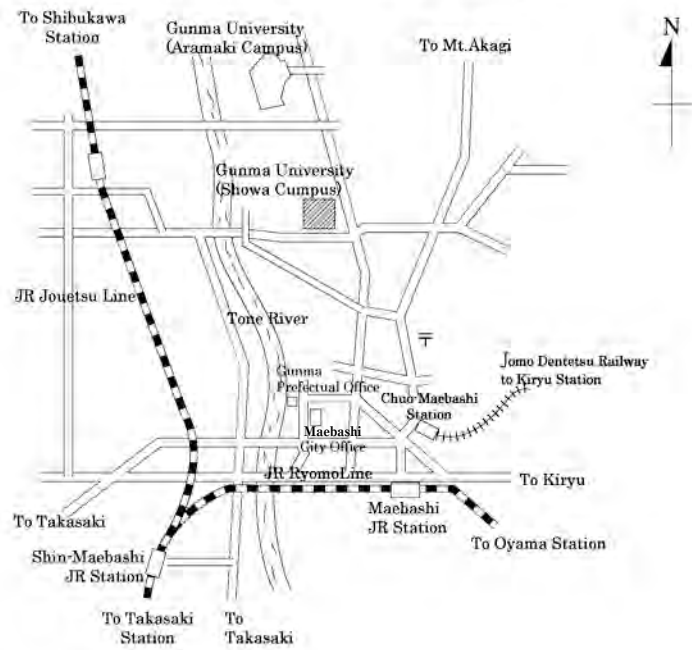 To Shibukawa
Station
Gunma University
(Aramaki Campus)
To Mt.Akagi
N
Gunma University
(Showa Campus)
JR Jouetsu Line
Tone River
〒
Gunma
Prefectual Office
Jomo Dentetsu Railway
to Kiryu Station
Chuo-Maebashi
Station
Maebashi
City Office
JR RyomoLine
To Kiryu
To Takasaki
Maebashi
JR Station
To Oyama Station
Shin-Maebashi
JR Station
To Takasaki
Station
To
Takasaki